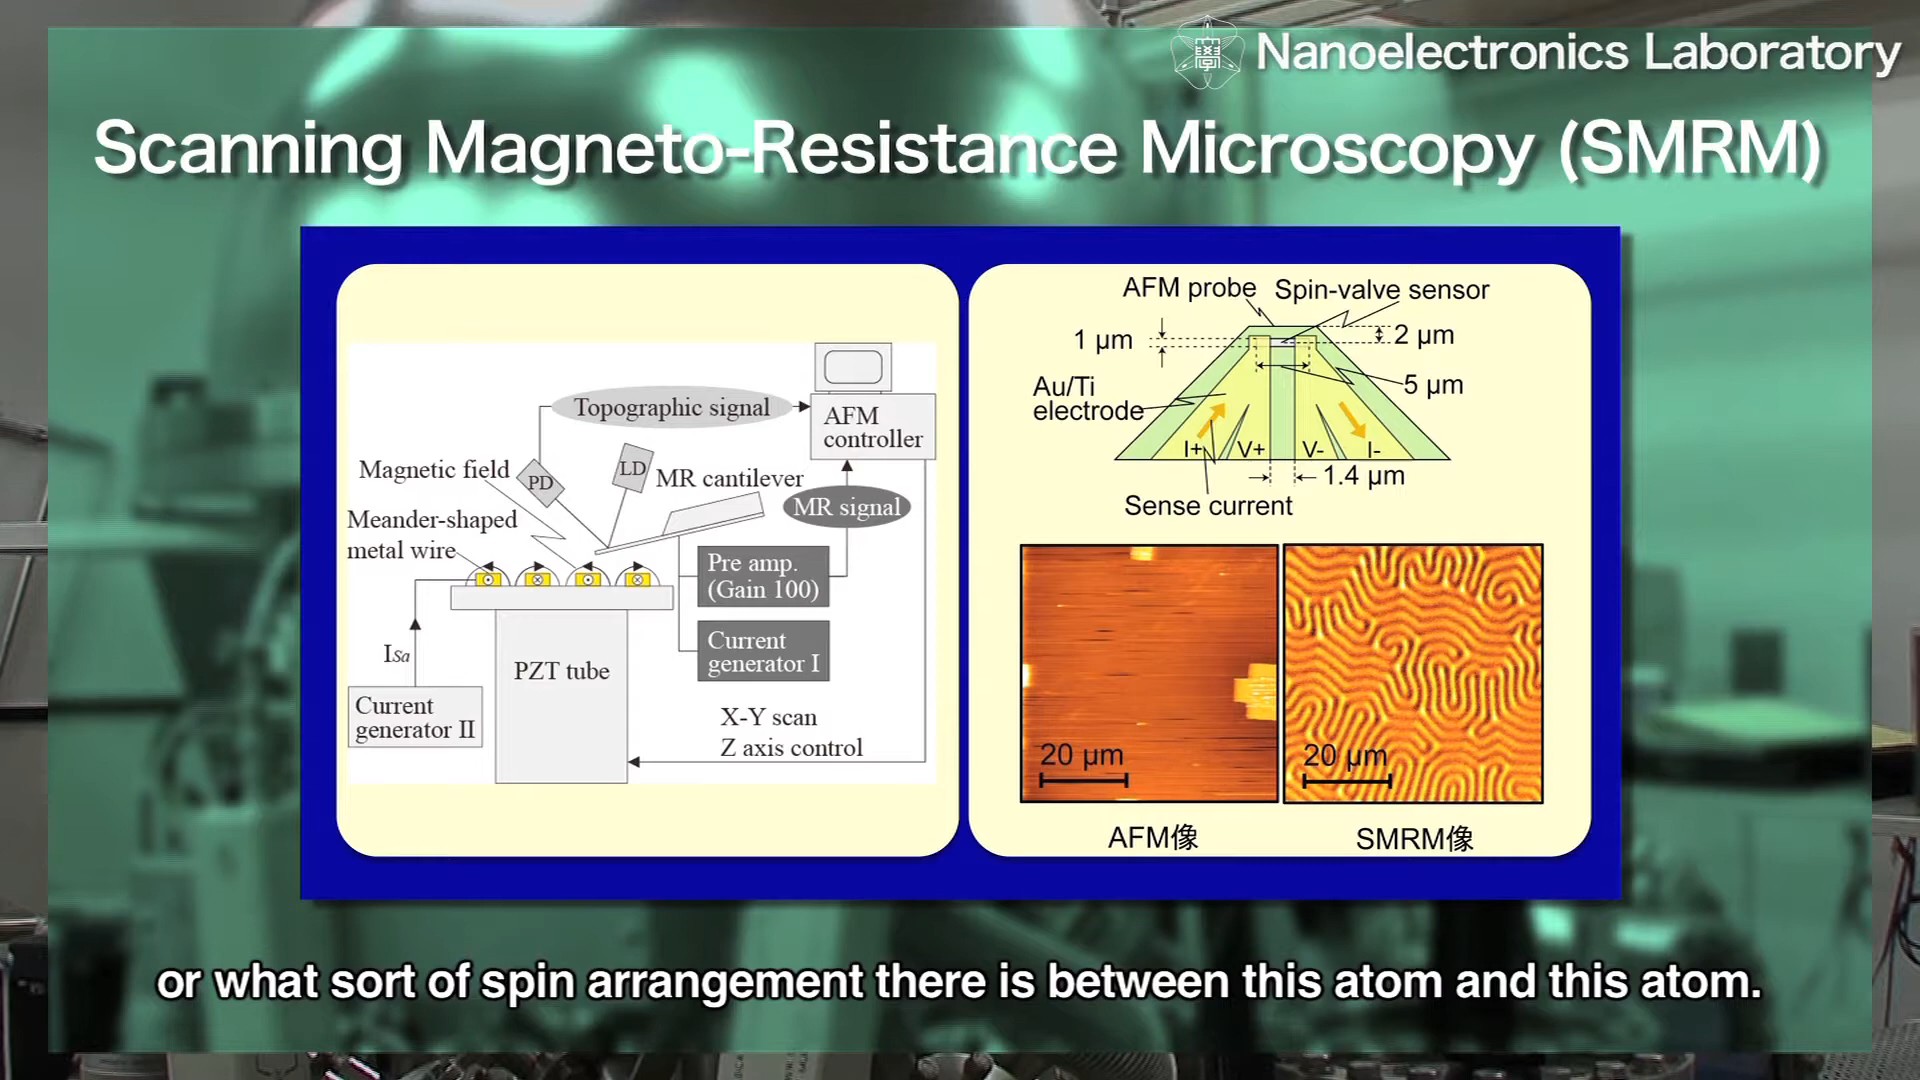 Nanoelectronics Laboratory
Scanning Magneto-Resistance Microscopy (SMRM)
Topographic signal
AFM
controller
Magnetic field
PD
LD
MR cantilever
MR signal
Meander-shaped
metal wire
Pre amp.
(Gain 100)
Current
generator I
ISa
PZT tube
Current
generator II
X-Y scan
Z axis control
AFM probe
Spin-valve sensor
1 μm
2 μm
Au/Ti
electrode
5 μm
I+
V+
V-
I-
1.4 μm
Sense current
20 μm
20 μm
AFM像
SMRM像
or what sort of spin arrangement there is between this atom and this atom.